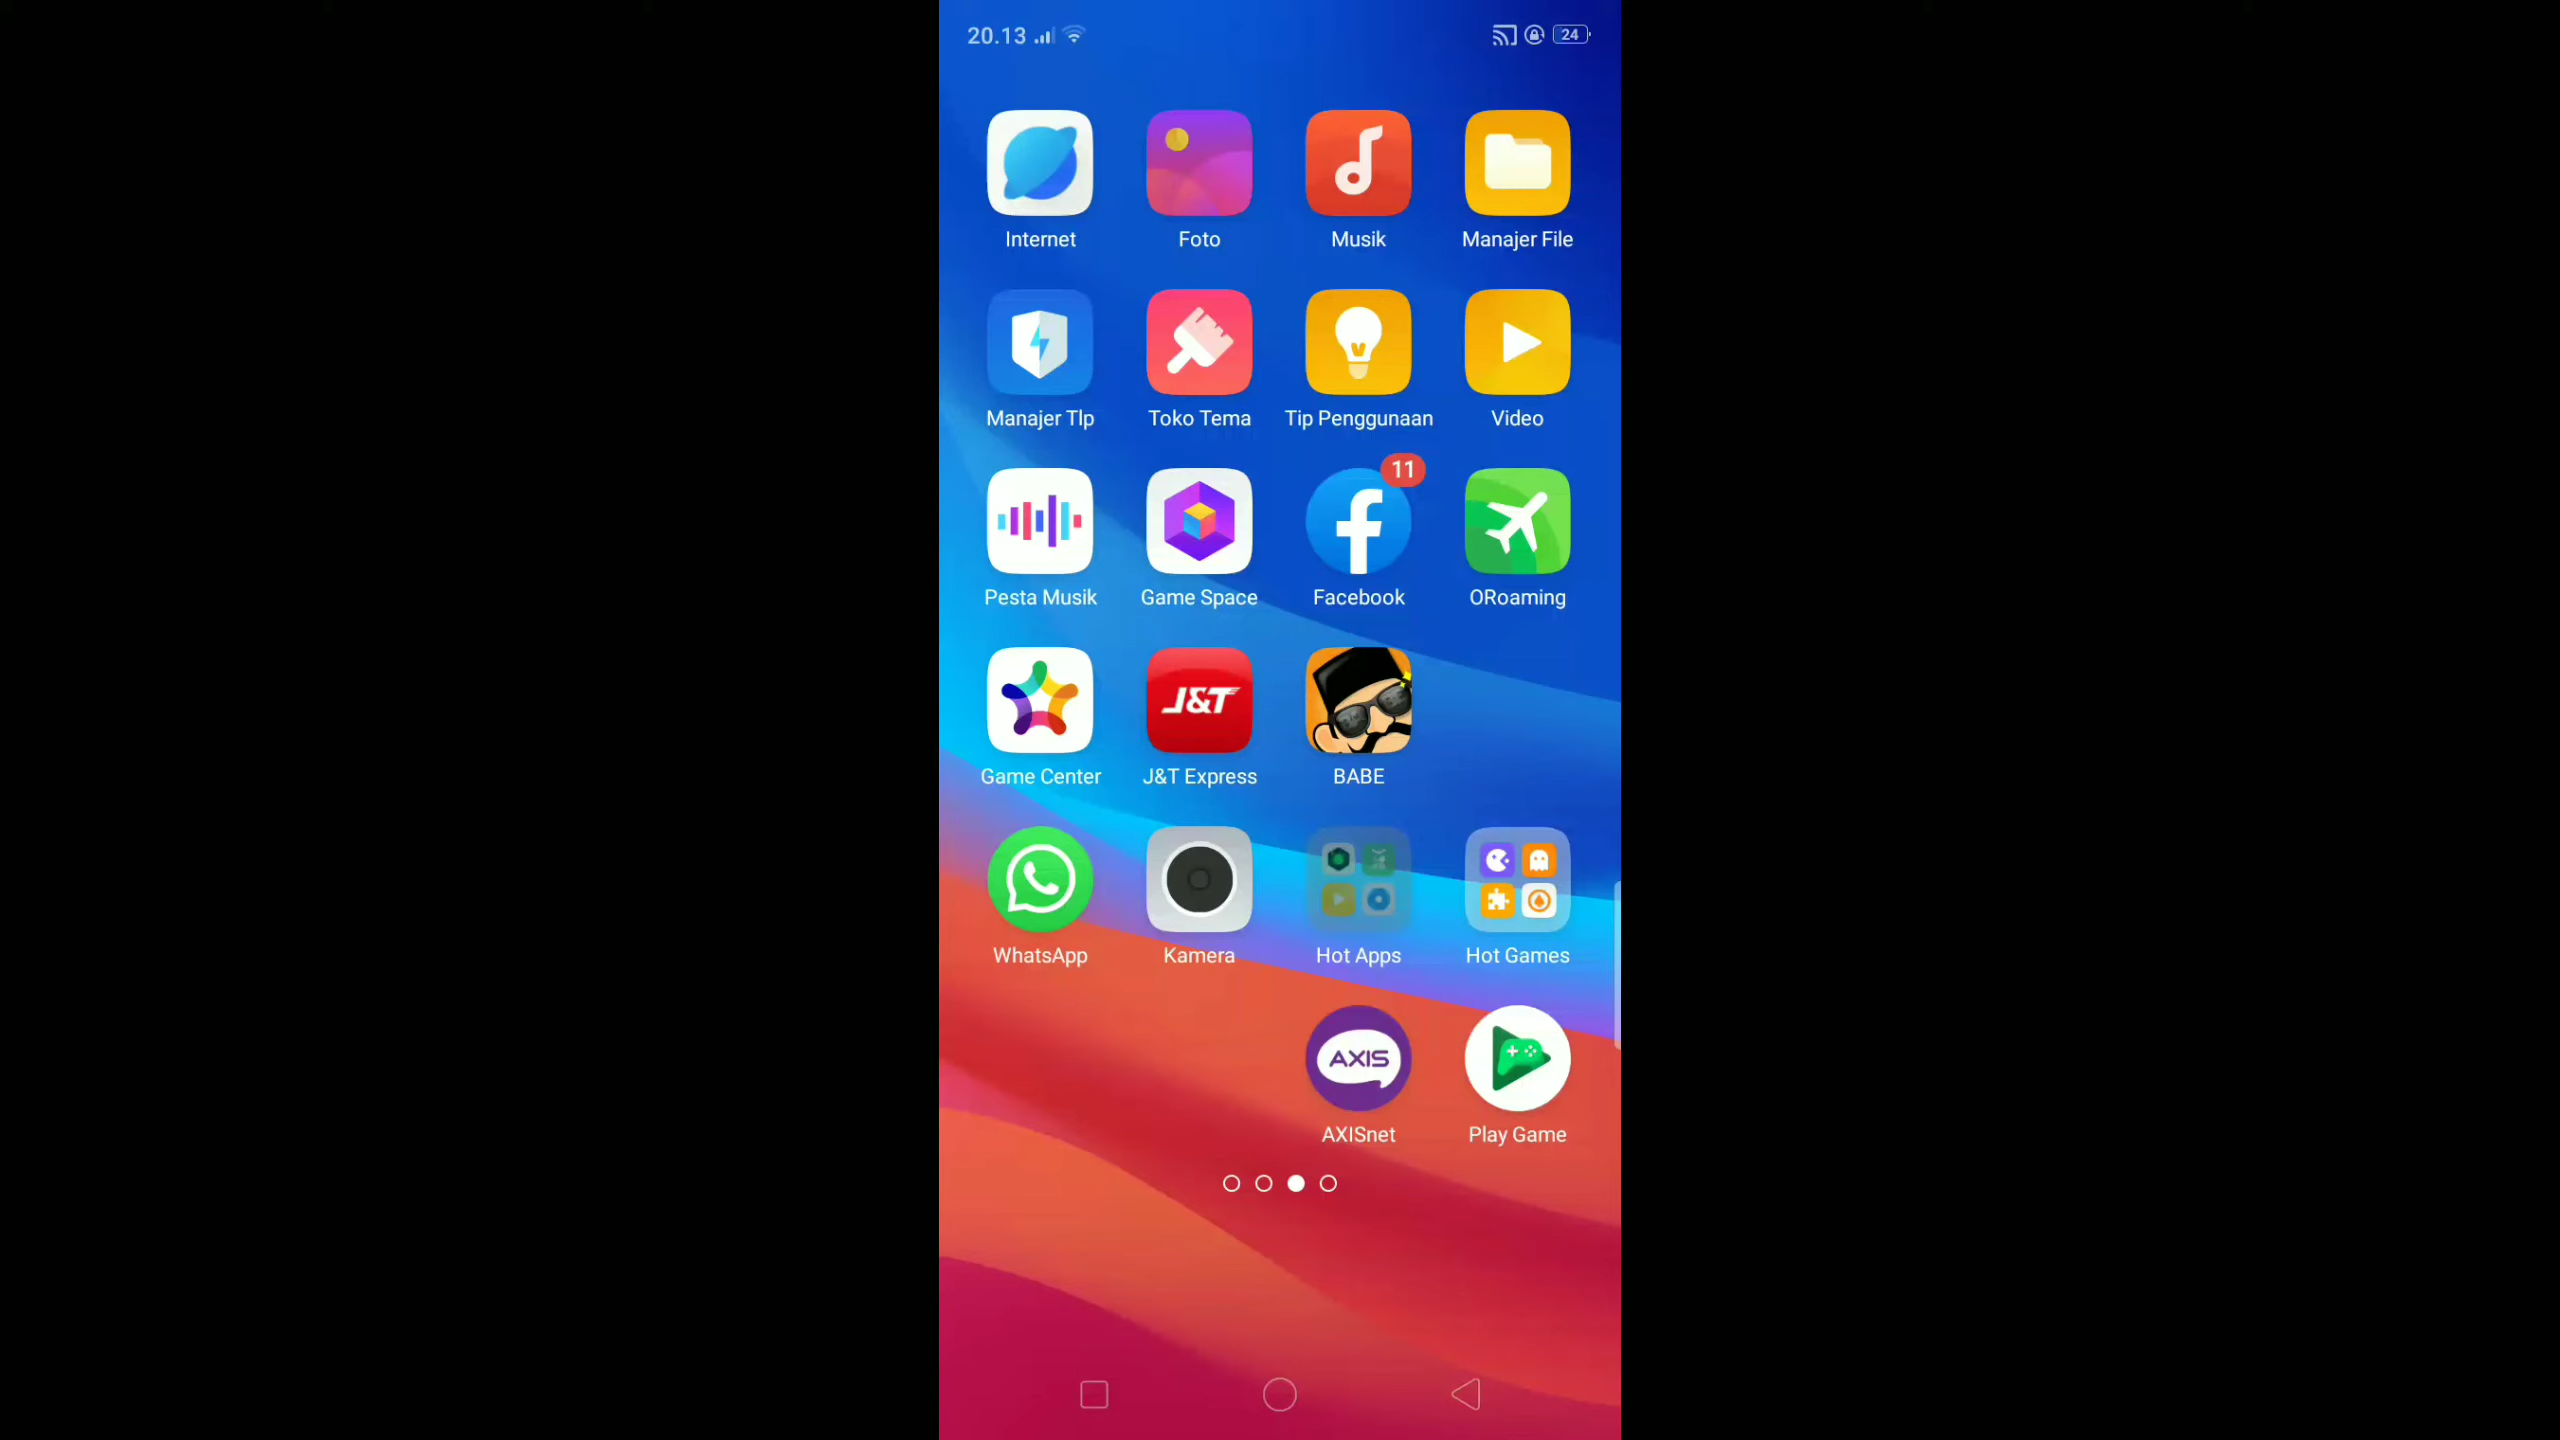 20.13
24
Internet
Foto
Musik
Manajer File
Manajer Tlp
Toko Tema
Tip Penggunaan
Video
11
Pesta Musik
Game Space
Facebook
ORoaming
J&T
Game Center
J&T Express
BABE
WhatsApp
Kamera
Hot Apps
Hot Games
AXIS
AXISnet
Play Game